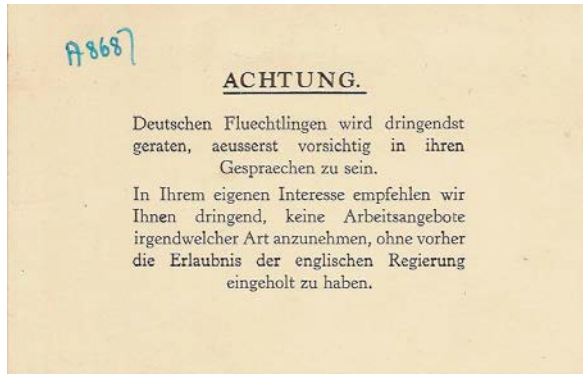 A8687
ACHTUNG.
Deutschen Fluechtlingen wird dringendst
geraten, aeusserst vorsichtig in ihren
Gespraechen zu sein.
In Ihrem eigenen Interesse empfehlen wir
Ihnen dringend, keine Arbeitsangebote
irgendwelcher Art anzunehmen, ohne vorher
die Erlaubnis der englischen Regierung
eingeholt zu haben.